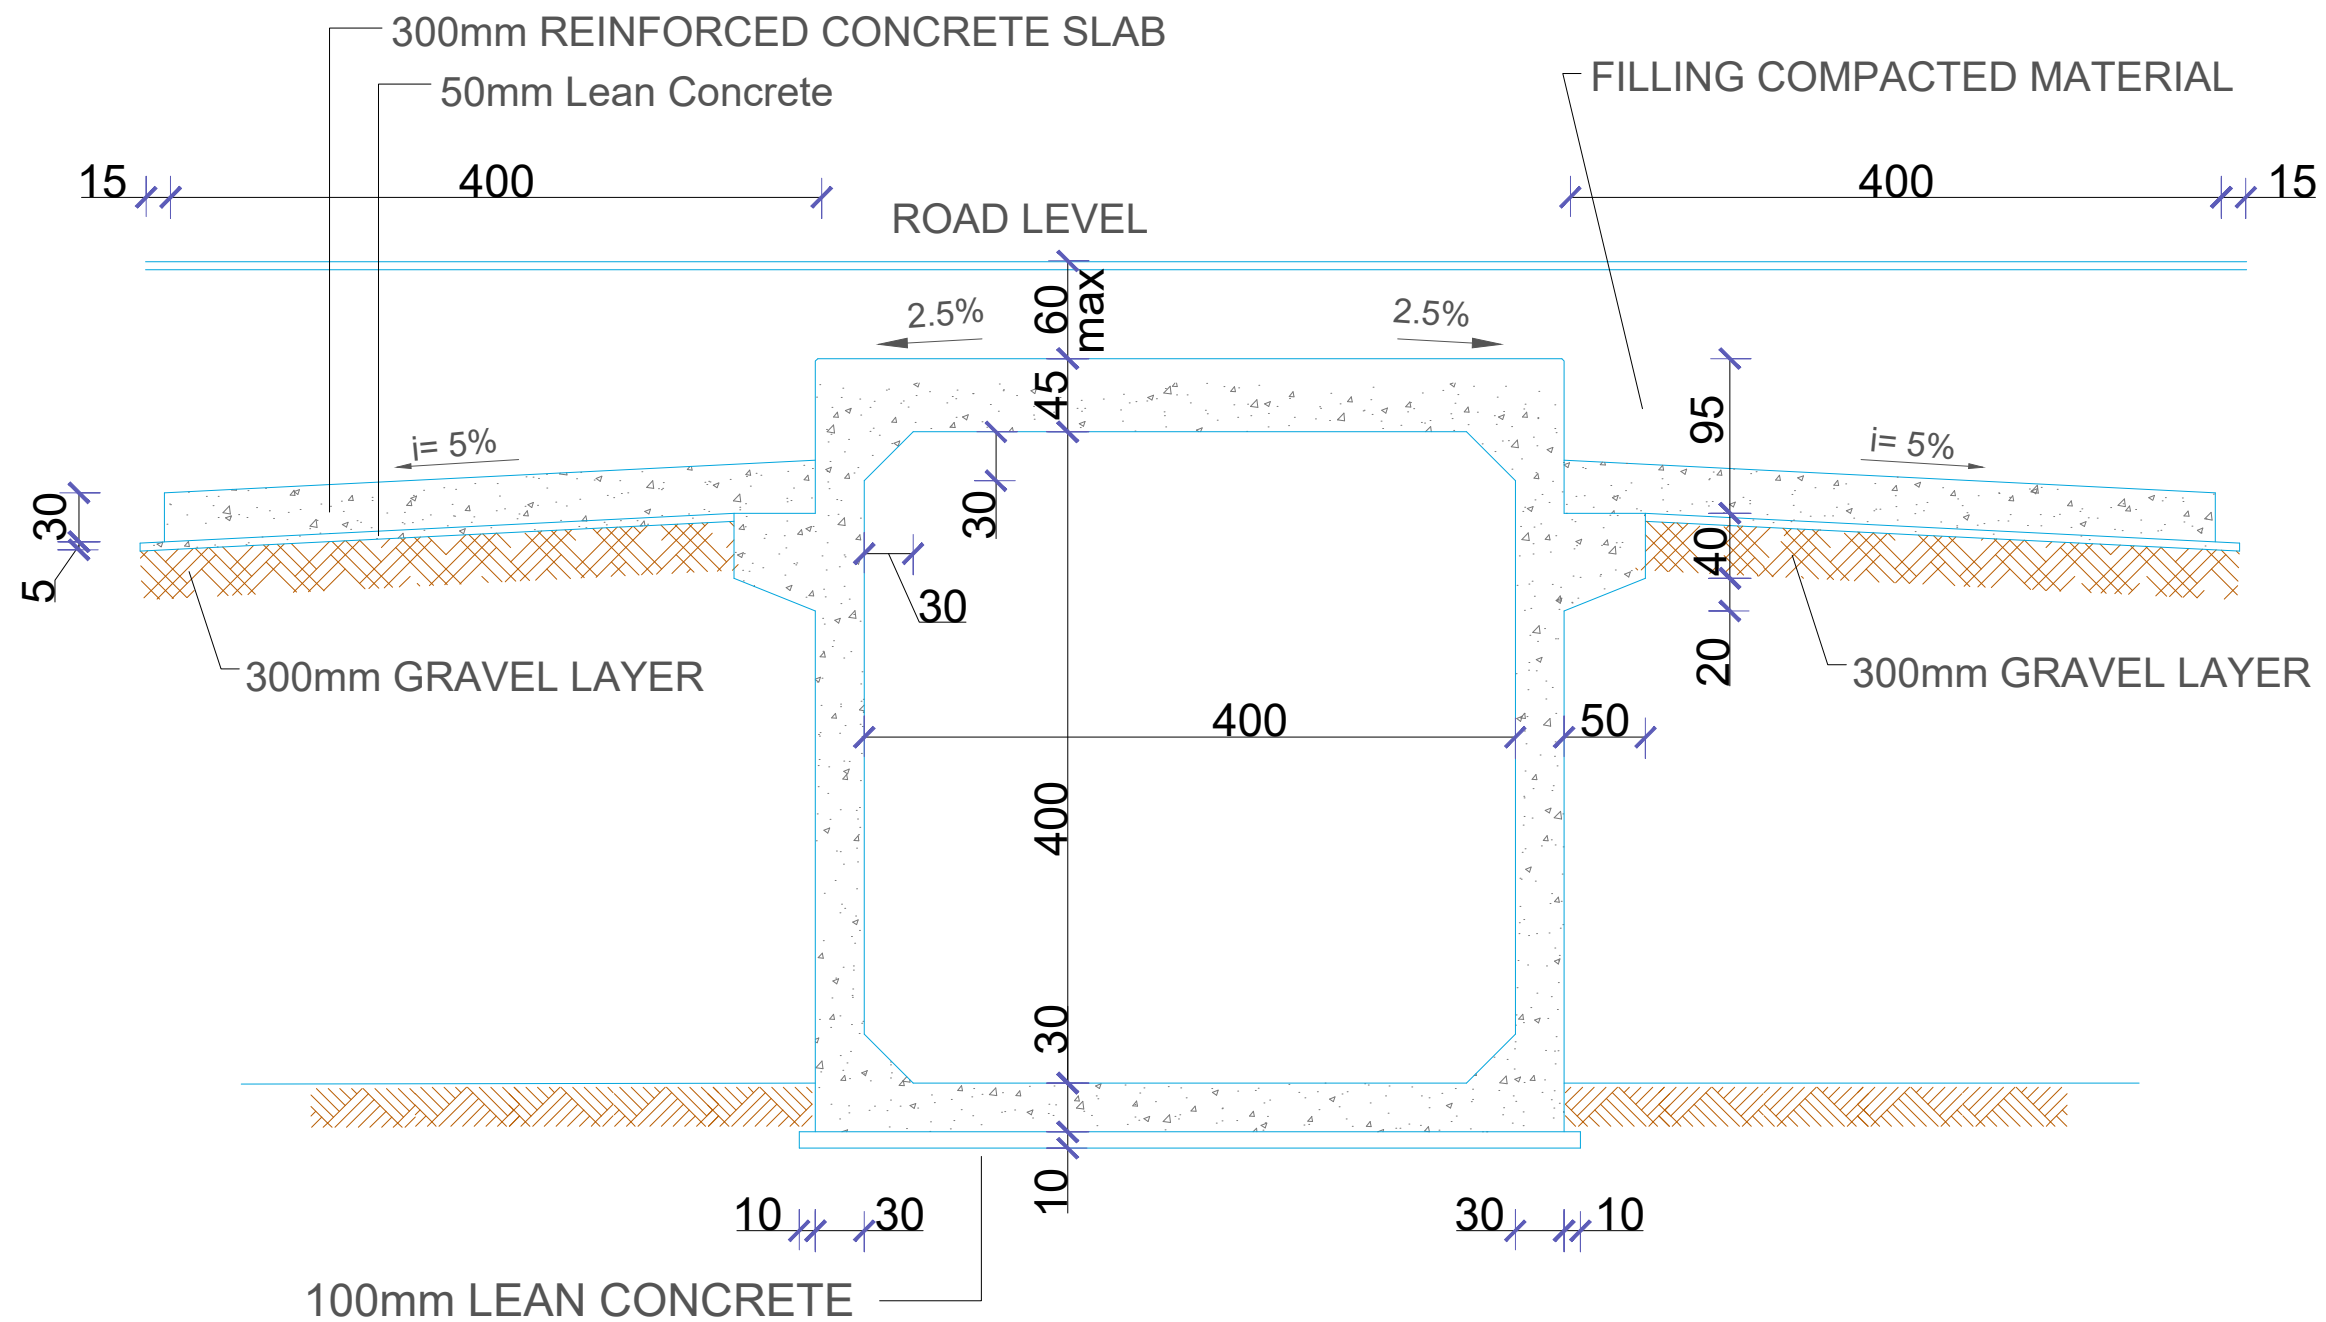 300mm REINFORCED CONCRETE SLAB
50mm Lean Concrete
FILLING COMPACTED MATERIAL
15
400
400
15
ROAD LEVEL
60
max
2.5%
2.5%
45
95
i= 5%
i= 5%
30
30
40
5
30
20
300mm GRAVEL LAYER
300mm GRAVEL LAYER
400
50
400
30
10
10
30
30
10
100mm LEAN CONCRETE